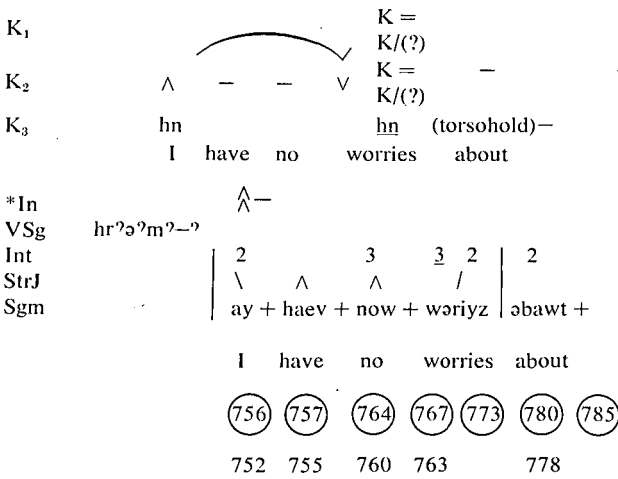 K₁ K =
K/(?)
K₂ ∧ – – ∨ K = –
K/(?)
K₃ hn hn (torsohold)–
I have no worries about
*In ^^–
VSg hrʔəʔmʔ–ʔ
Int | 2 3 3 2 | 2
StrJ \ ∧ ∧ /
Sgm | ay + haev + now + wəriyz | əbawt +
I have no worries about
756 757 764 767 773 780 785
752 755 760 763 778